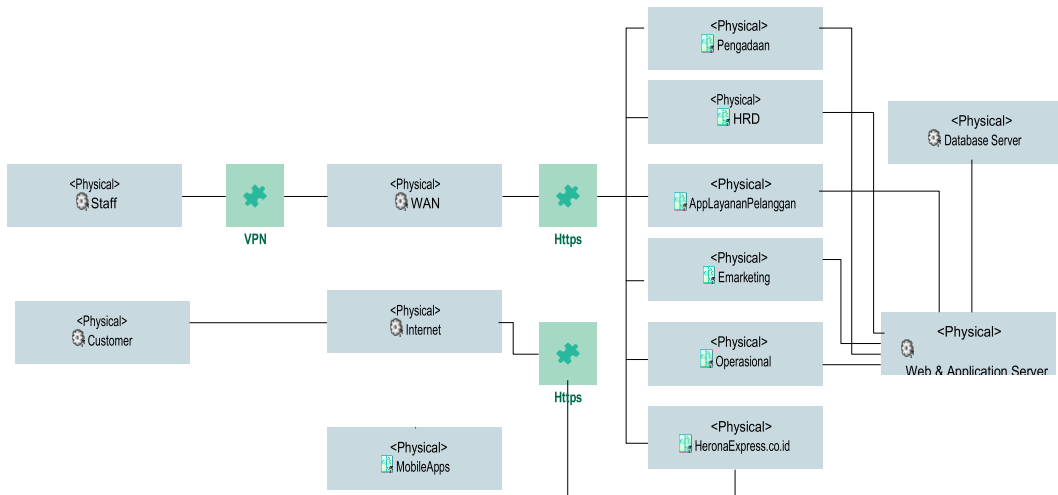 <Physical>
Pengadaan
<Physical>
HRD
<Physical>
Database Server
<Physical>
Staff
VPN
<Physical>
WAN
Https
<Physical>
AppLayananPelanggan
<Physical>
Emarketing
<Physical>
Customer
<Physical>
Internet
Https
<Physical>
Operasional
<Physical>
Web & Application Server
<Physical>
MobileApps
<Physical>
HeronaExpress.co.id